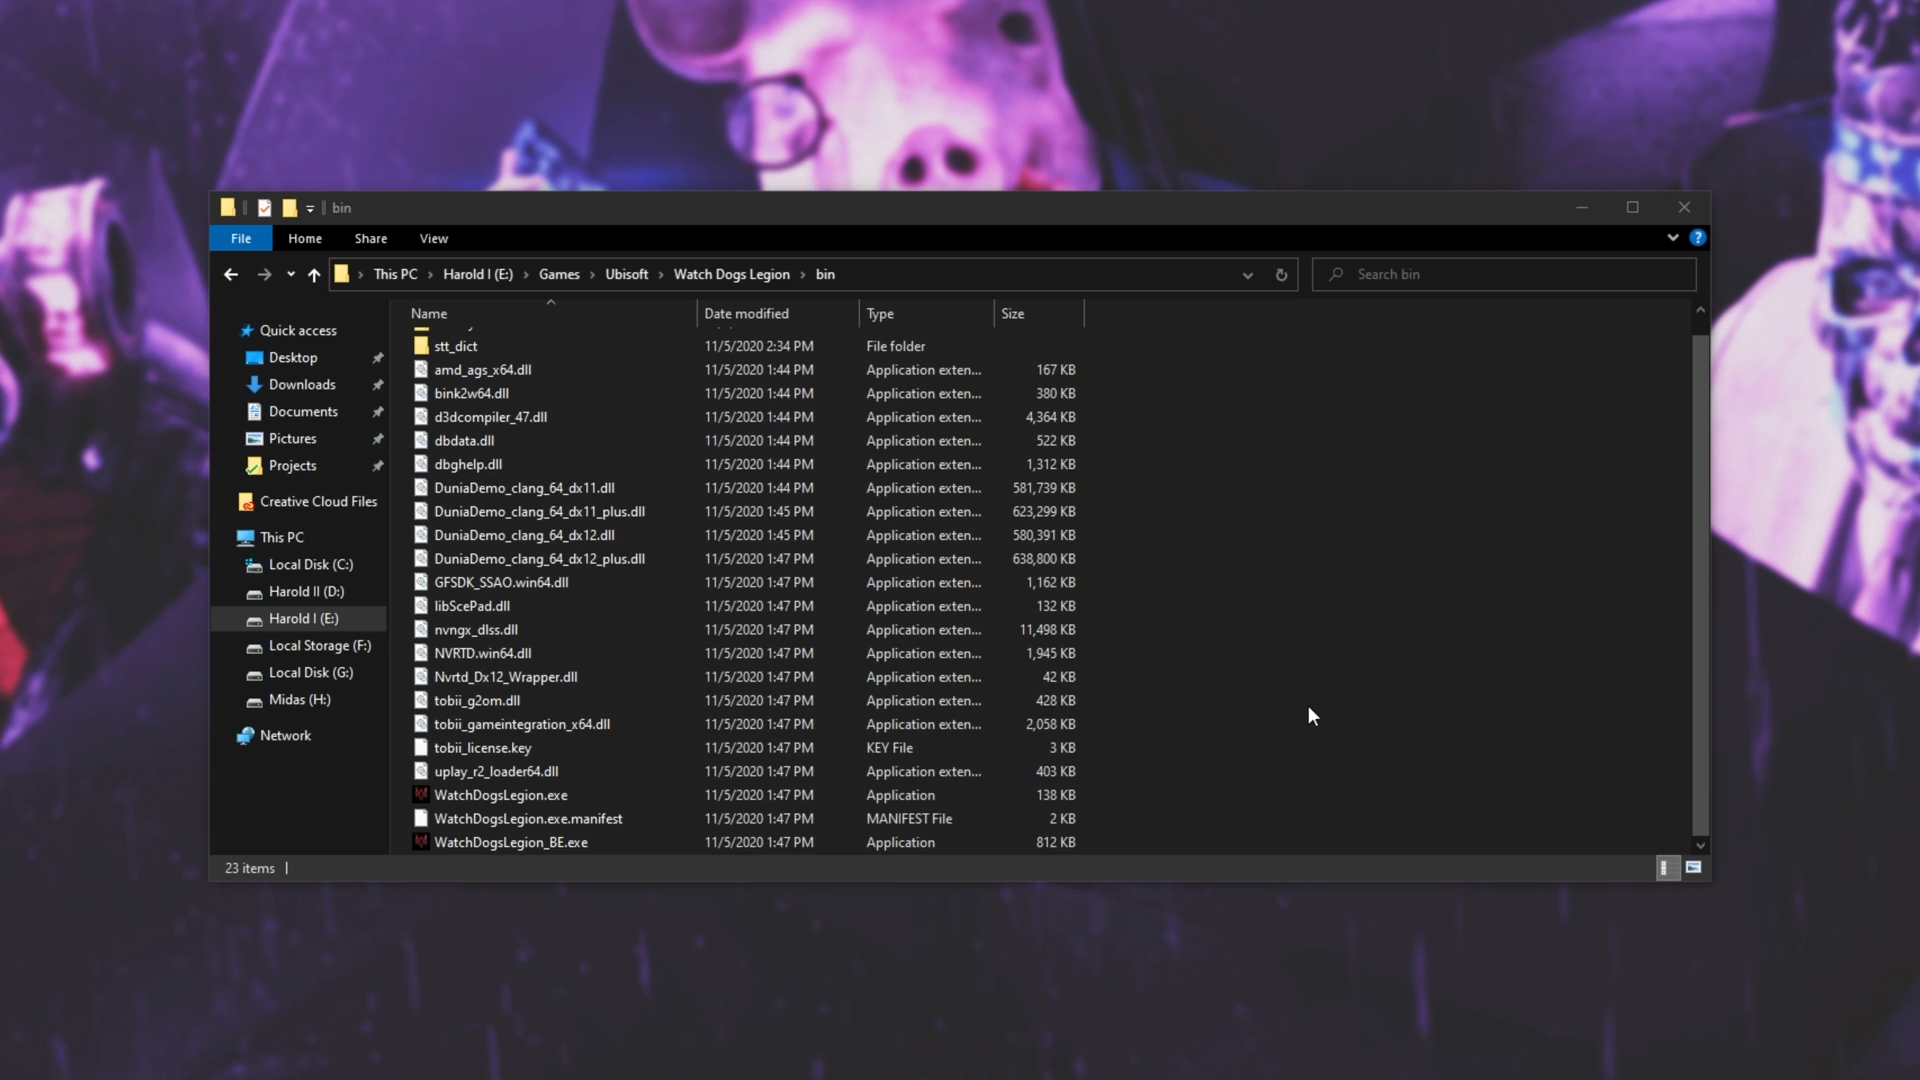 bin
File Home Share View
This PC Harold I (E:) Games Ubisoft Watch Dogs Legion bin Search bin
Name Date modified Type Size
Quick access
Desktop
Downloads
Documents
Pictures
Projects
Creative Cloud Files
This PC
Local Disk (C:)
Harold II (D:)
Harold I (E:)
Local Storage (F:)
Local Disk (G:)
Midas (H:)
Network
stt_dict 11/5/2020 2:34 PM File folder
amd_ags_x64.dll 11/5/2020 1:44 PM Application exten... 167 KB
bink2w64.dll 11/5/2020 1:44 PM Application exten... 380 KB
d3dcompiler_47.dll 11/5/2020 1:44 PM Application exten... 4,364 KB
dbdata.dll 11/5/2020 1:44 PM Application exten... 522 KB
dbghelp.dll 11/5/2020 1:44 PM Application exten... 1,312 KB
DuniaDemo_clang_64_dx11.dll 11/5/2020 1:44 PM Application exten... 581,739 KB
DuniaDemo_clang_64_dx11_plus.dll 11/5/2020 1:45 PM Application exten... 623,299 KB
DuniaDemo_clang_64_dx12.dll 11/5/2020 1:45 PM Application exten... 580,391 KB
DuniaDemo_clang_64_dx12_plus.dll 11/5/2020 1:47 PM Application exten... 638,800 KB
GFSDK_SSAO.win64.dll 11/5/2020 1:47 PM Application exten... 1,162 KB
libScePad.dll 11/5/2020 1:47 PM Application exten... 132 KB
nvngx_dlss.dll 11/5/2020 1:47 PM Application exten... 11,498 KB
NVRTD.win64.dll 11/5/2020 1:47 PM Application exten... 1,945 KB
Nvrtd_Dx12_Wrapper.dll 11/5/2020 1:47 PM Application exten... 42 KB
tobii_g2om.dll 11/5/2020 1:47 PM Application exten... 428 KB
tobii_gameintegration_x64.dll 11/5/2020 1:47 PM Application exten... 2,058 KB
tobii_license.key 11/5/2020 1:47 PM KEY File 3 KB
uplay_r2_loader64.dll 11/5/2020 1:47 PM Application exten... 403 KB
WatchDogsLegion.exe 11/5/2020 1:47 PM Application 138 KB
WatchDogsLegion.exe.manifest 11/5/2020 1:47 PM MANIFEST File 2 KB
WatchDogsLegion_BE.exe 11/5/2020 1:47 PM Application 812 KB
23 items